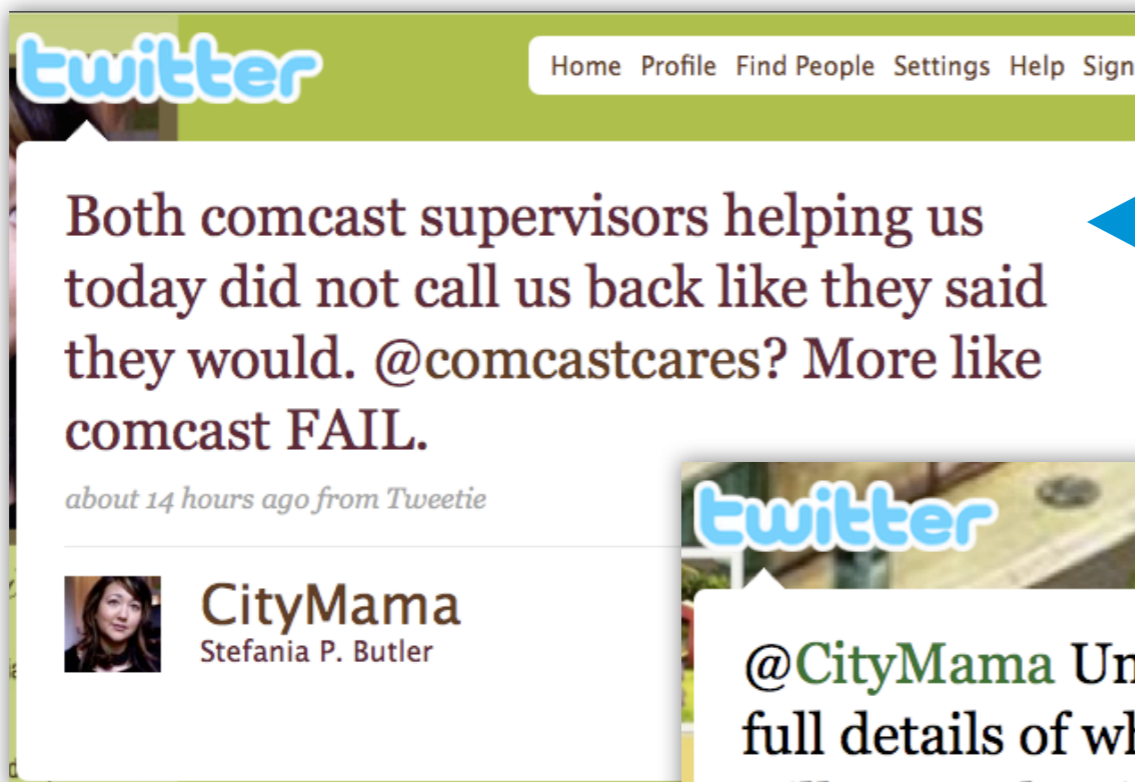 twitter
Home Profile Find People Settings Help Sign
Both comcast supervisors helping us
today did not call us back like they said
they would. @comcastcares? More like
comcast FAIL.
about 14 hours ago from Tweetie
CityMama
Stefania P. Butler
twitter
@CityMama
full details of